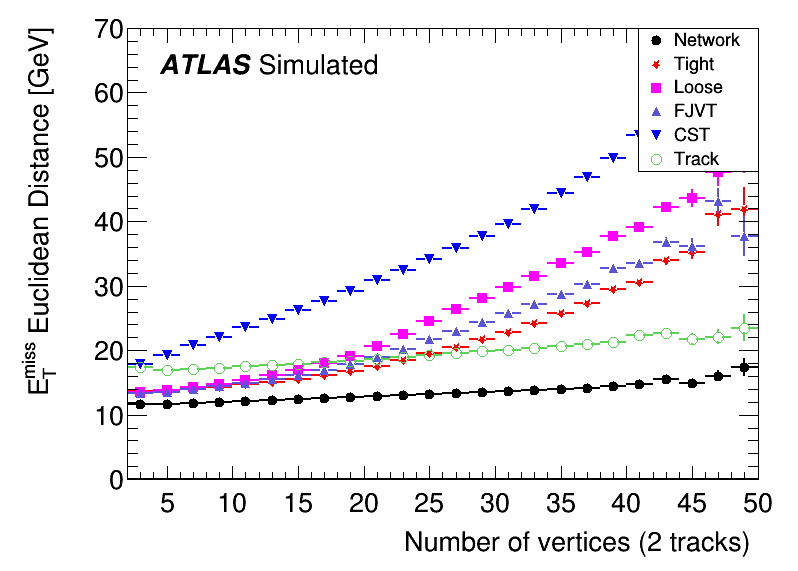 ATLAS Simulated
Network
Tight
Loose
FJVT
CST
Track
E_T^miss Euclidean Distance [GeV]
70
60
50
40
30
20
10
0
5 10 15 20 25 30 35 40 45 50
Number of vertices (2 tracks)